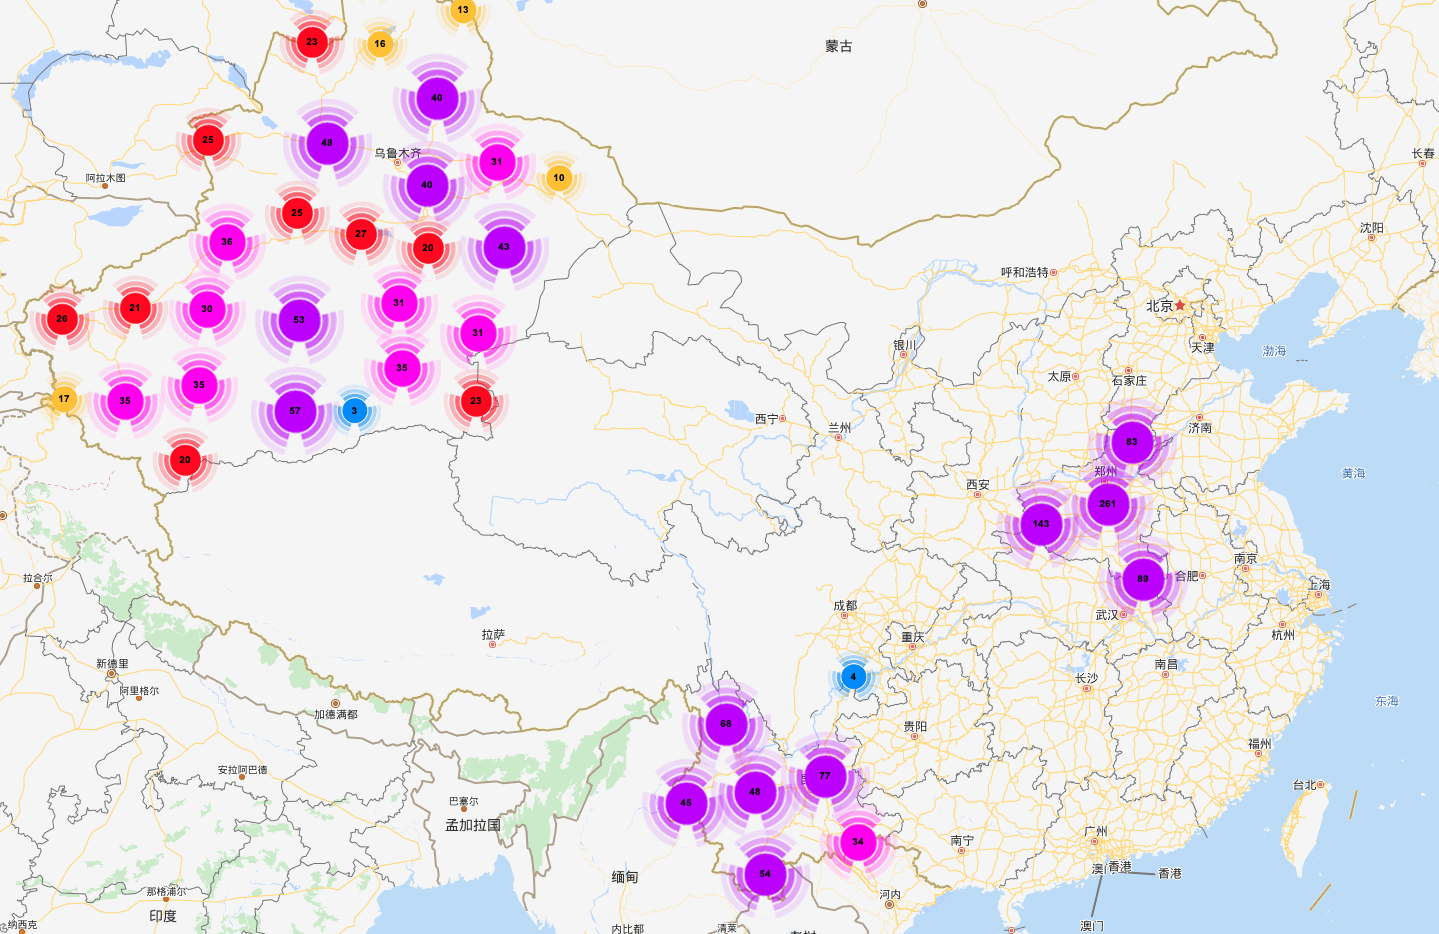 13
23
16
蒙古
40
25
48
乌鲁木齐
31
长春
阿拉木图
40
10
25
27
沈阳
36
20
43
呼和浩特
31
北京
21
30
26
53
31
银川
天津
渤海
35
太原
石家庄
35
17
35
23
57
3
西宁
济南
兰州
83
20
郑州
黄海
西安
261
143
南京
拉合尔
89
合肥
上海
成都
武汉
拉萨
重庆
杭州
新德里
南昌
4
长沙
阿里格尔
东海
加德满都
68
贵阳
福州
安拉阿巴德
77
台北
48
巴塞尔
45
孟加拉国
广州
34
南宁
香港
澳门
香港
54
缅甸
那格浦尔
河内
印度
纳西克
内比都
清莱
澳门